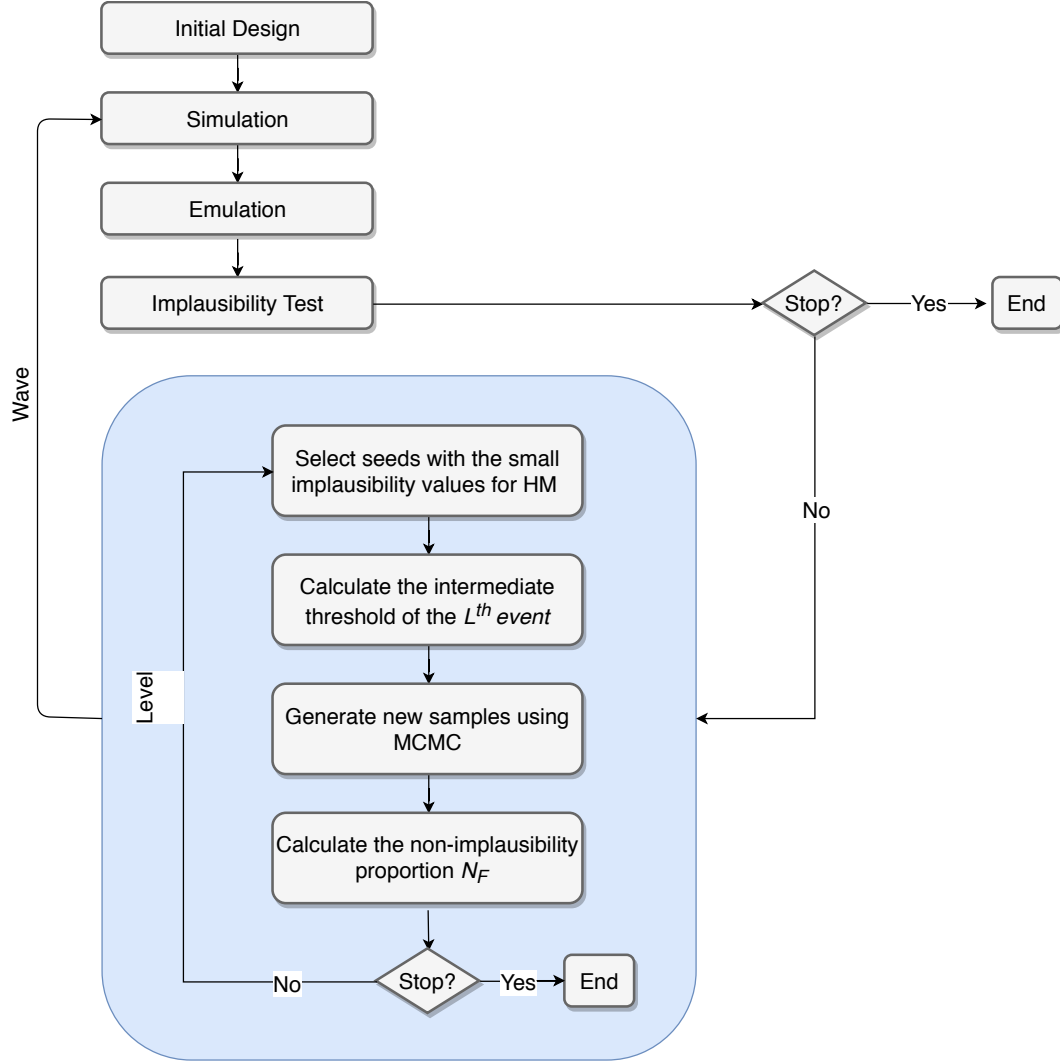 Initial Design
Simulation
Emulation
Implausibility Test
Stop?
Yes
End
Wave
No
Select seeds with the small
implausibility values for HM
Calculate the intermediate
threshold of the L^th event
Level
Generate new samples using
MCMC
Calculate the non-implausibility
proportion N_F
No
Stop?
Yes
End